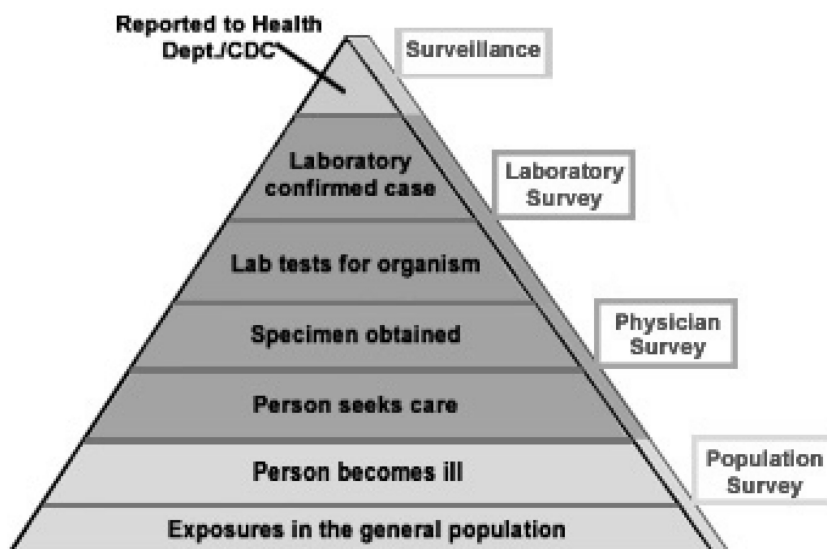 Reported to Health
Dept./CDC
Surveillance
Laboratory
confirmed case
Laboratory
Survey
Lab tests for organism
Specimen obtained
Physician
Survey
Person seeks care
Person becomes ill
Population
Survey
Exposures in the general population